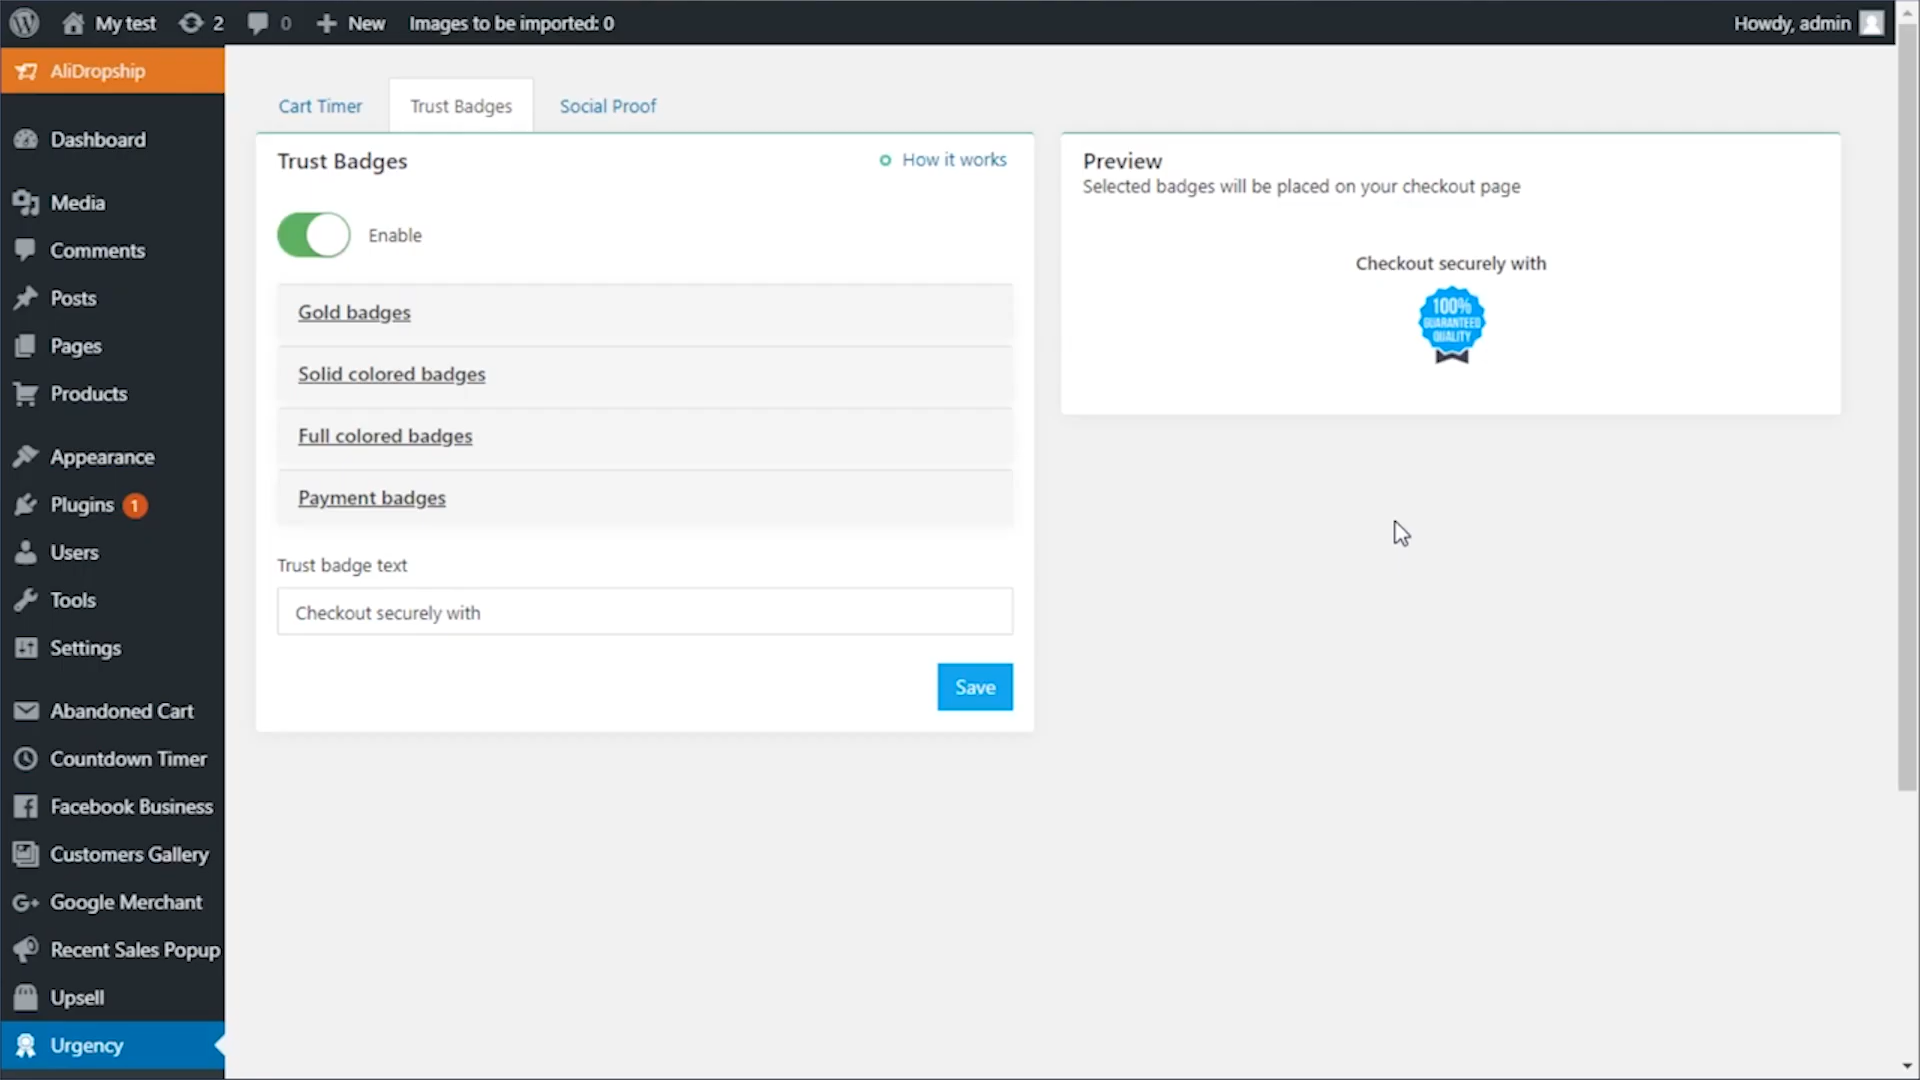 My test 2 0 New Images to be imported: 0 Howdy, admin
AliDropship
Dashboard
Media
Comments
Posts
Pages
Products
Appearance
Plugins 1
Users
Tools
Settings
Abandoned Cart
Countdown Timer
Facebook Business
Customers Gallery
G+ Google Merchant
Recent Sales Popup
Upsell
Urgency
Cart Timer Trust Badges Social Proof
Trust Badges How it works
Enable
Gold badges
Solid colored badges
Full colored badges
Payment badges
Trust badge text
Checkout securely with
Save
Preview
Selected badges will be placed on your checkout page
Checkout securely with
100%
GUARANTEED
QUALITY